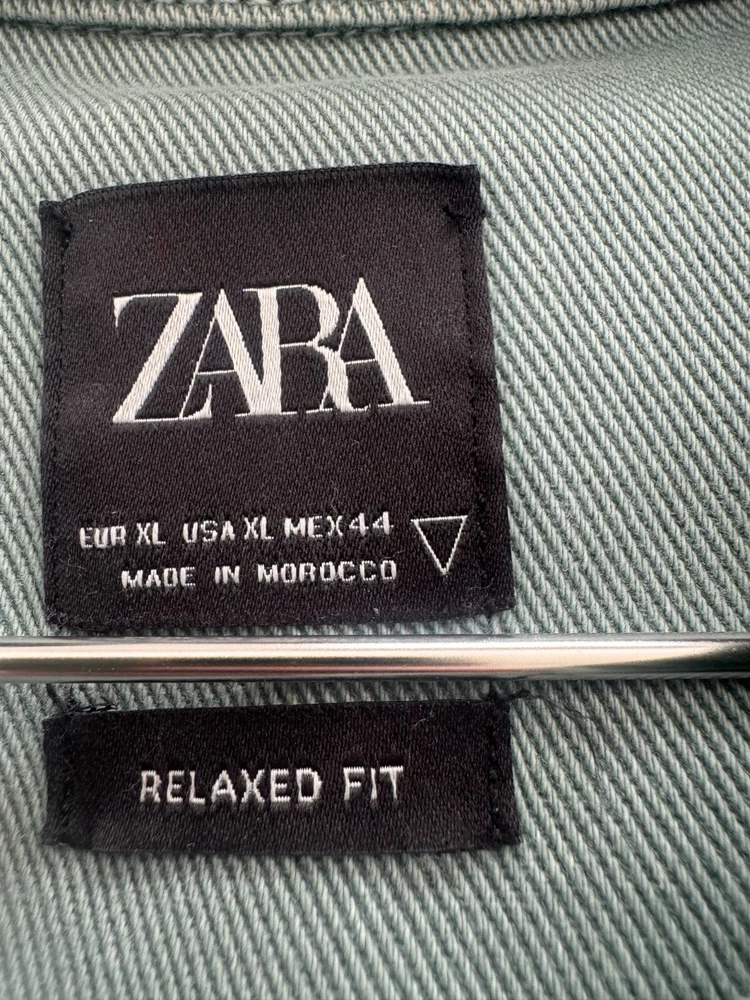 ZARA
EUR XL USA XL MEX 44
MADE IN MOROCCO
RELAXED FIT